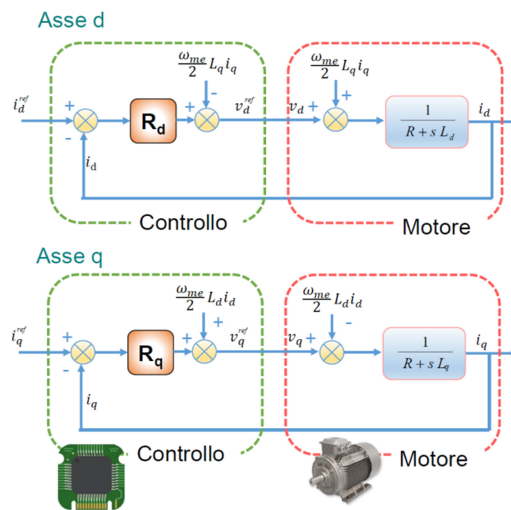 Asse d
ω_me/2 L_q i_q
ω_me/2 L_q i_q
i_d^ref + - R_d + - v_d^ref v_d + + 1/(R + s L_d) i_d
i_d
Controllo
Motore
Asse q
ω_me/2 L_d i_d
ω_me/2 L_d i_d
i_q^ref + - R_q + + v_q^ref v_q + - 1/(R + s L_q) i_q
i_q
Controllo
Motore